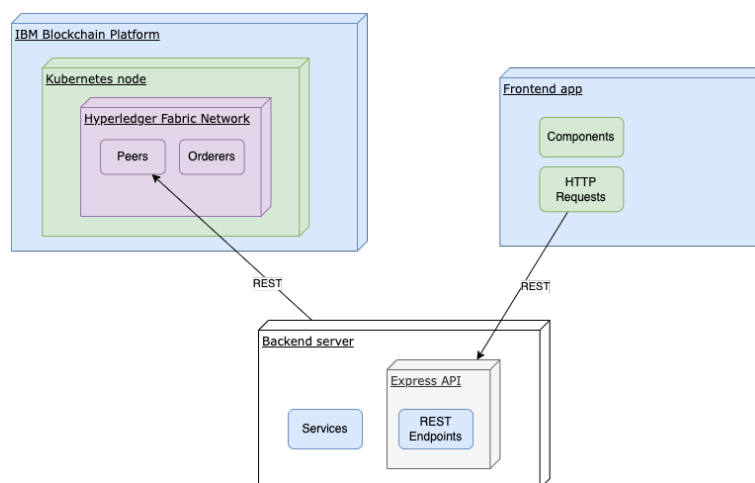 IBM Blockchain Platform
Kubernetes node
Hyperledger Fabric Network
Peers
Orderers
Frontend app
Components
HTTP
Requests
REST
REST
Backend server
Express API
Services
REST
Endpoints